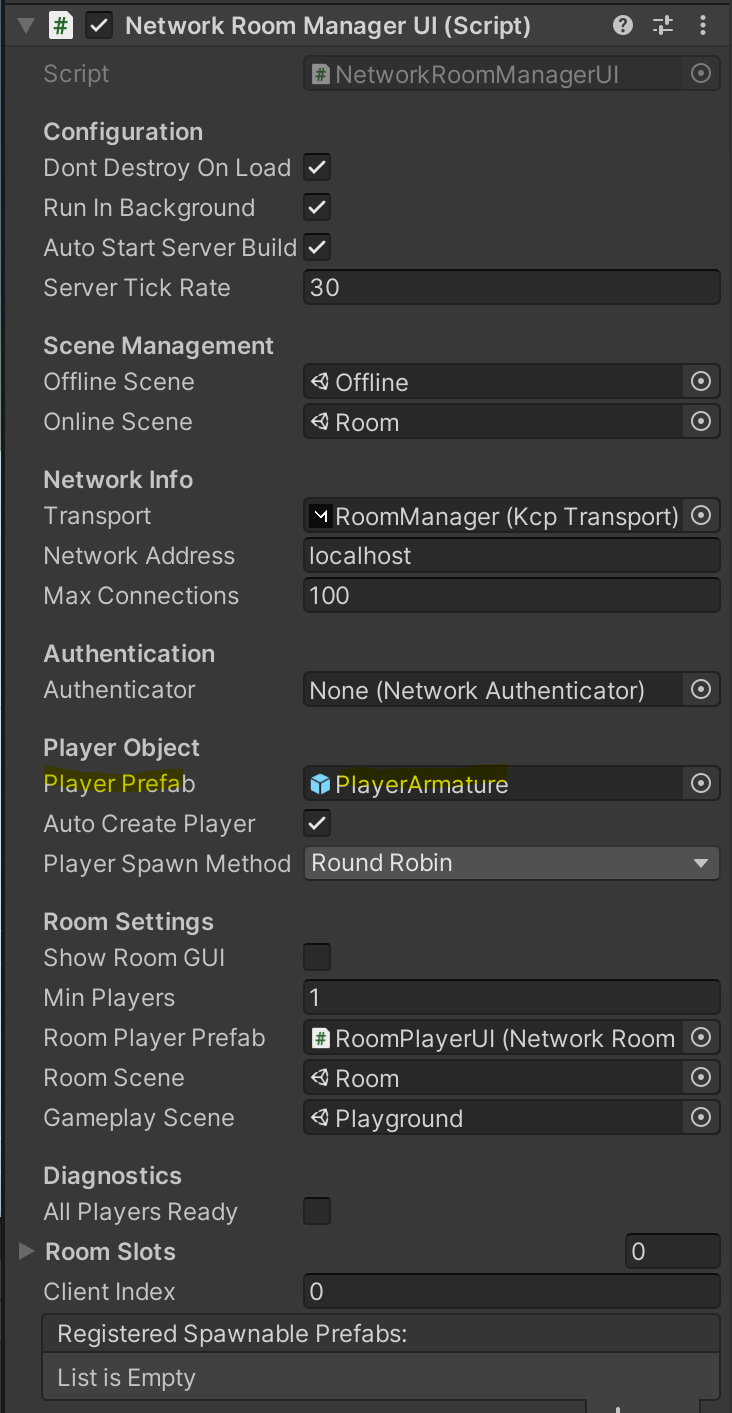 Network Room Manager UI (Script)
Script NetworkRoomManagerUI
Configuration
Dont Destroy On Load
Run In Background
Auto Start Server Build
Server Tick Rate 30
Scene Management
Offline Scene Offline
Online Scene Room
Network Info
Transport RoomManager (Kcp Transport)
Network Address localhost
Max Connections 100
Authentication
Authenticator None (Network Authenticator)
Player Object
Player Prefab PlayerArmature
Auto Create Player
Player Spawn Method Round Robin
Room Settings
Show Room GUI
Min Players 1
Room Player Prefab RoomPlayerUI (Network Room
Room Scene Room
Gameplay Scene Playground
Diagnostics
All Players Ready
Room Slots 0
Client Index 0
Registered Spawnable Prefabs:
List is Empty